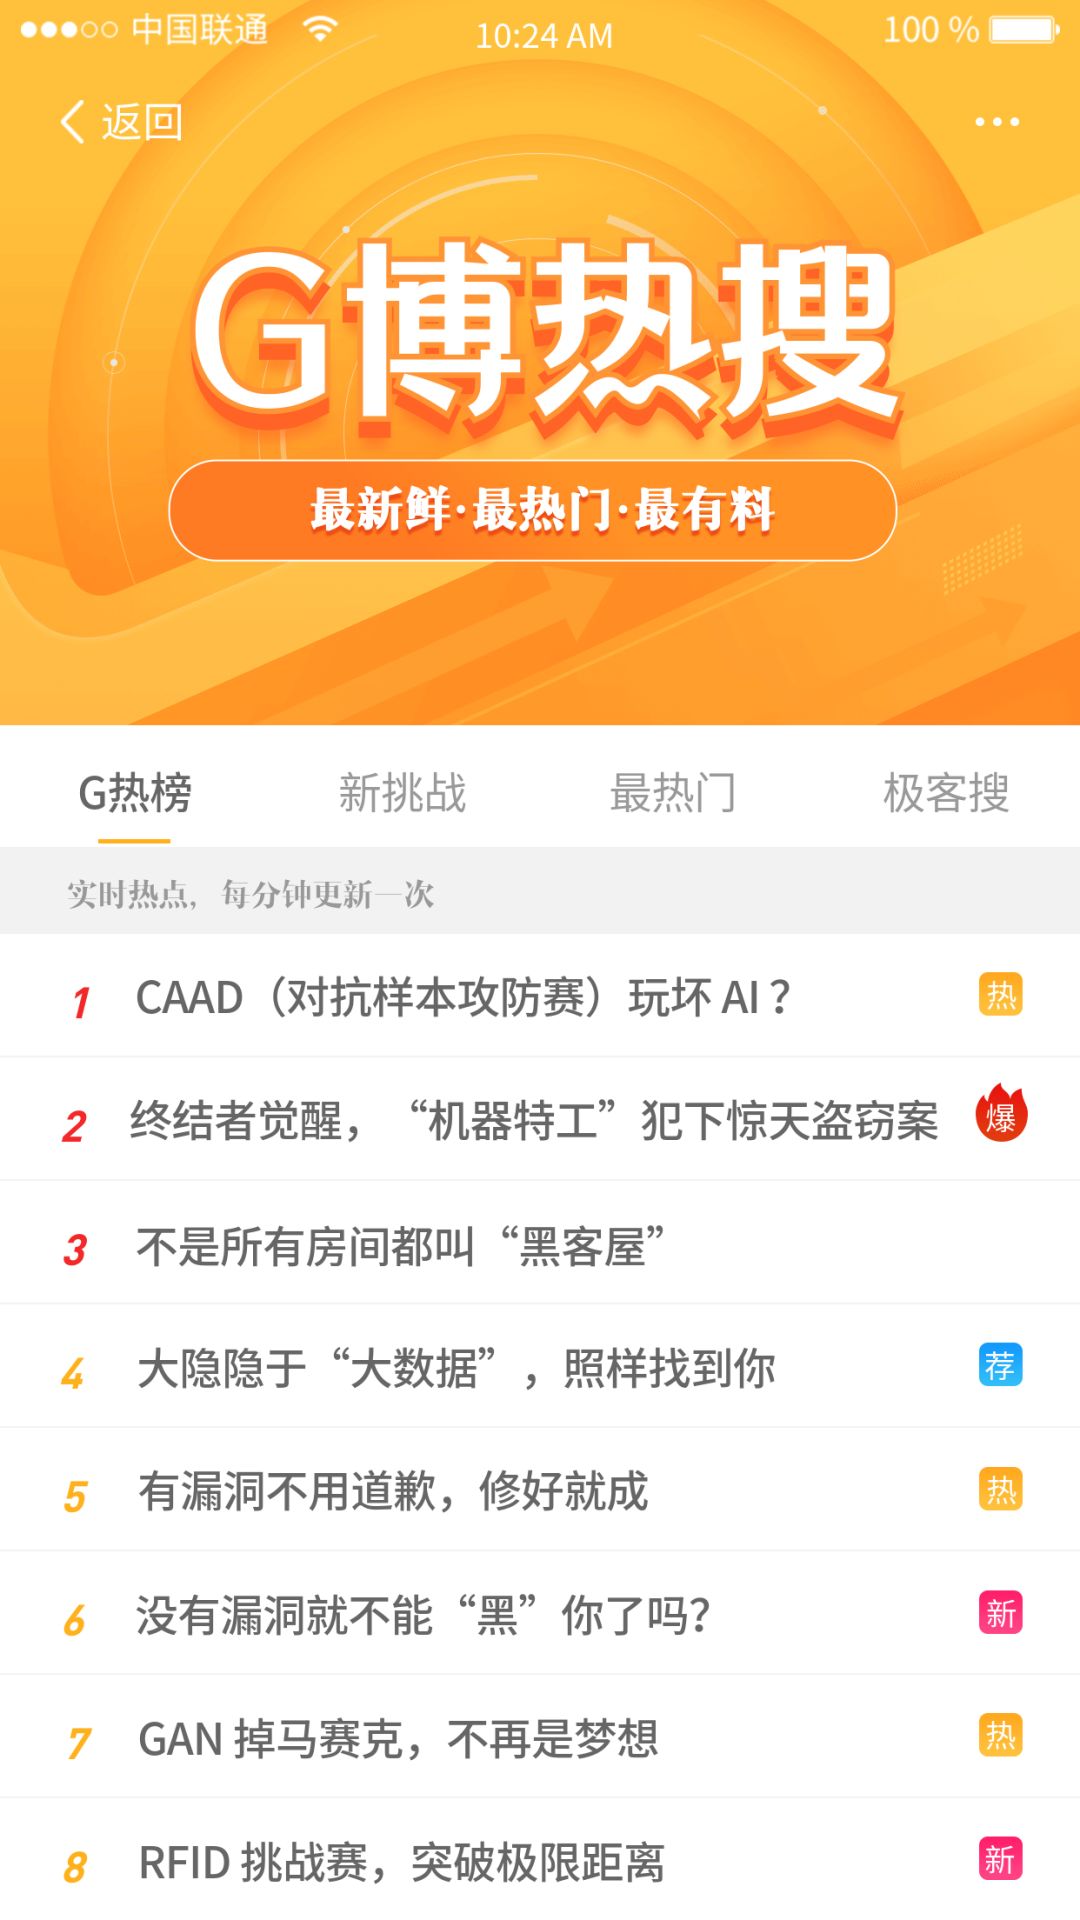 中国联通 10:24 AM 100 %
返回
G博热搜
最新鲜·最热门·最有料
G热榜 新挑战 最热门 极客搜
实时热点，每分钟更新一次
1 CAAD（对抗样本攻防赛）玩坏 AI？ 热
2 终结者觉醒，“机器特工”犯下惊天盗窃案 爆
3 不是所有房间都叫“黑客屋”
4 大隐隐于“大数据”，照样找到你 荐
5 有漏洞不用道歉，修好就成 热
6 没有漏洞就不能“黑”你了吗？ 新
7 GAN 掉马赛克，不再是梦想 热
8 RFID 挑战赛，突破极限距离 新